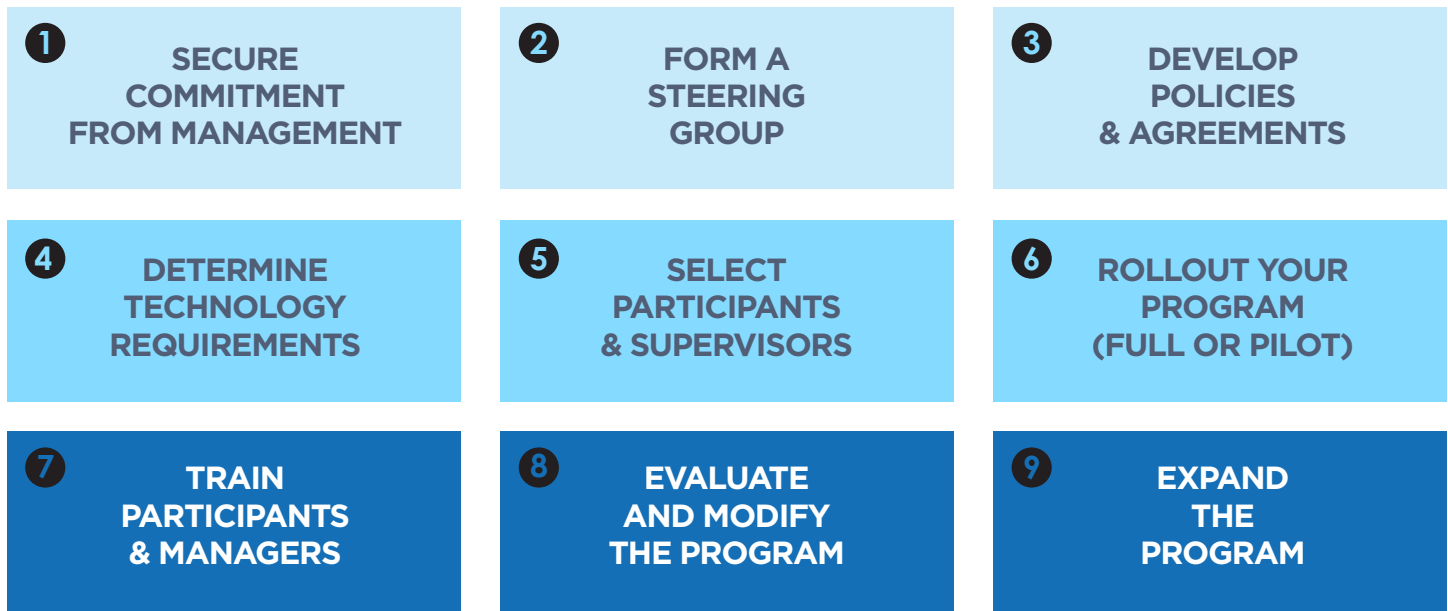 1
SECURE
COMMITMENT
FROM MANAGEMENT
2
FORM A
STEERING
GROUP
3
DEVELOP
POLICIES
& AGREEMENTS
4
DETERMINE
TECHNOLOGY
REQUIREMENTS
5
SELECT
PARTICIPANTS
& SUPERVISORS
6
ROLLOUT YOUR
PROGRAM
(FULL OR PILOT)
7
TRAIN
PARTICIPANTS
& MANAGERS
8
EVALUATE
AND MODIFY
THE PROGRAM
9
EXPAND
THE
PROGRAM